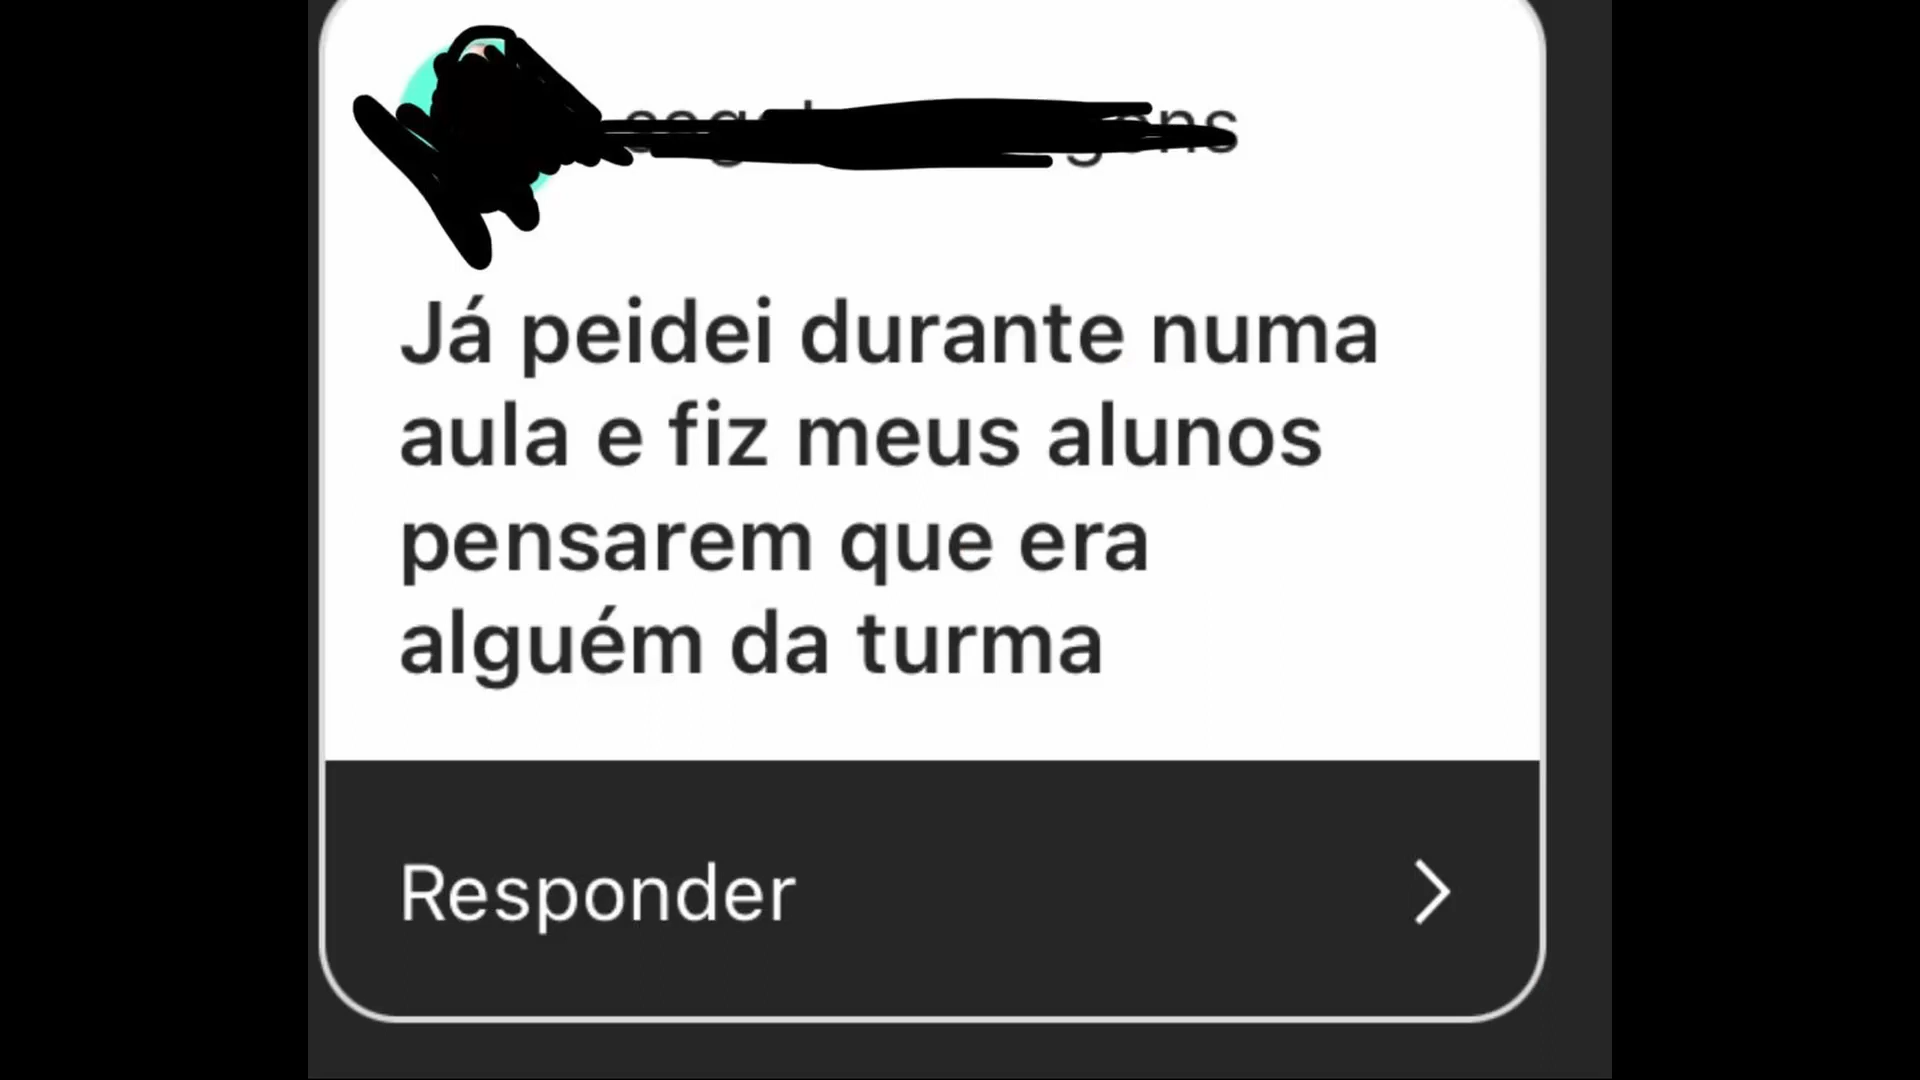 Já peidei durante numa
aula e fiz meus alunos
pensarem que era
alguém da turma
Responder